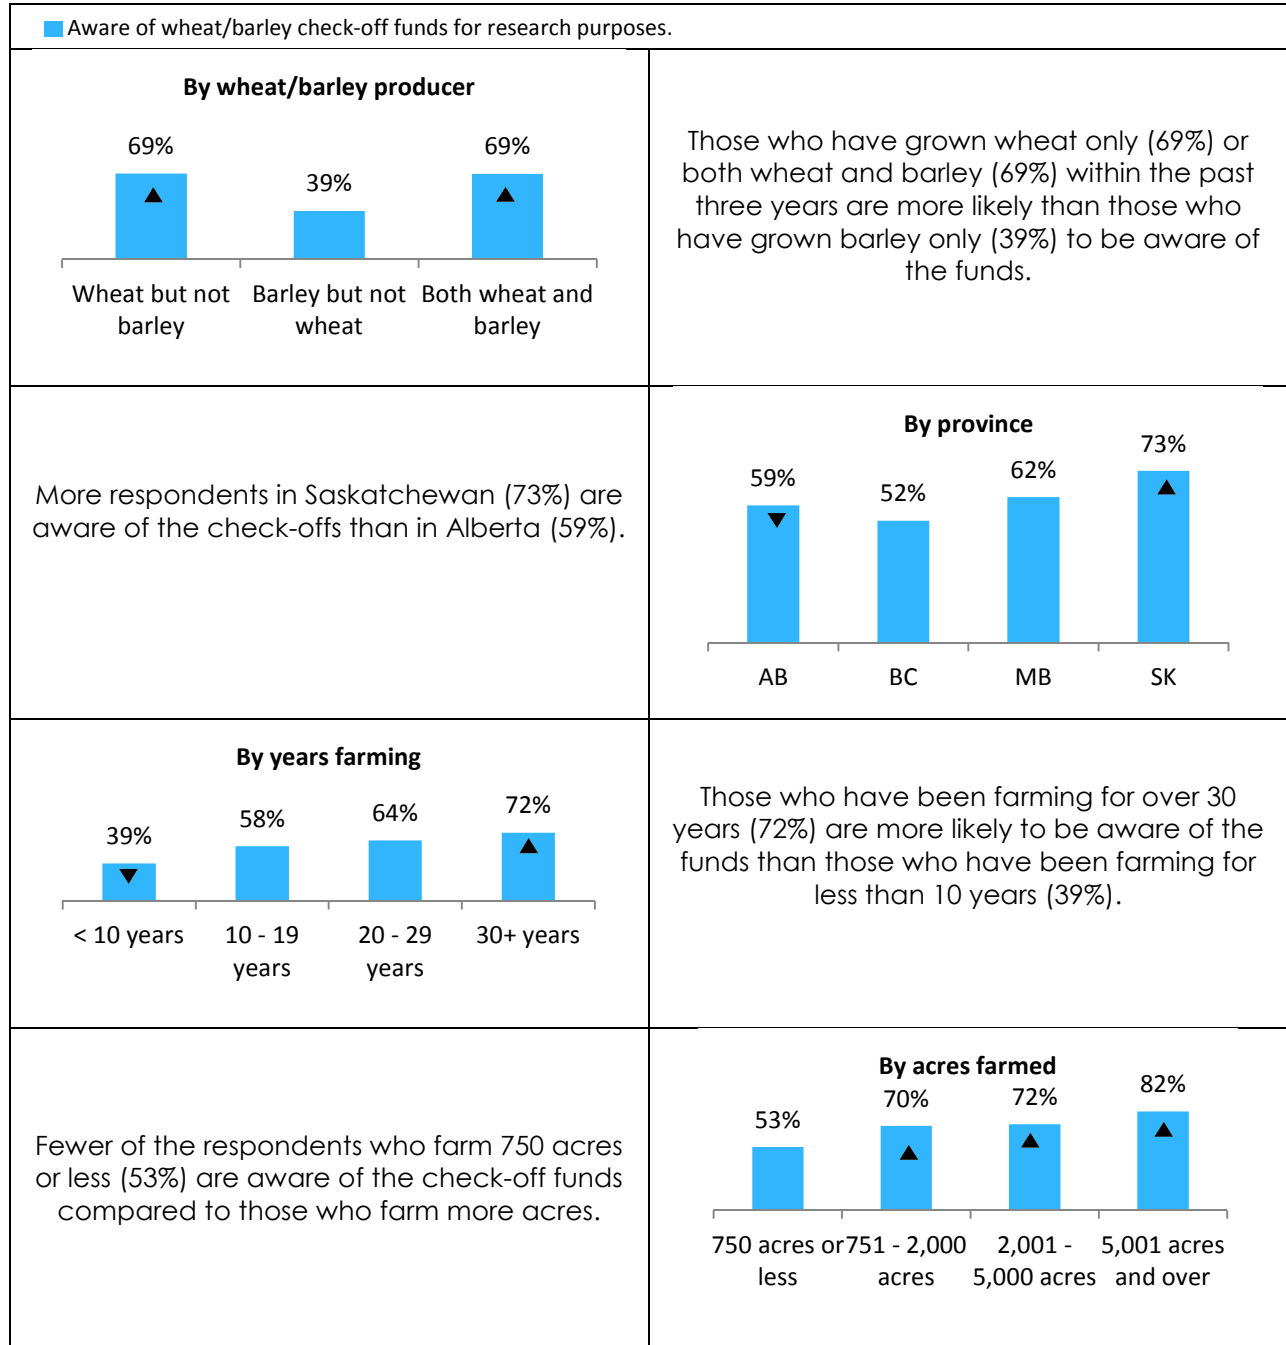 Aware of wheat/barley check-off funds for research purposes.
By wheat/barley producer
69%
39%
69%
Wheat but not
barley
Barley but not
wheat
Both wheat and
barley
Those who have grown wheat only (69%) or
both wheat and barley (69%) within the past
three years are more likely than those who
have grown barley only (39%) to be aware of
the funds.
More respondents in Saskatchewan (73%) are
aware of the check-offs than in Alberta (59%).
By province
59%
52%
62%
73%
AB
BC
MB
SK
By years farming
39%
58%
64%
72%
< 10 years
10 - 19
years
20 - 29
years
30+ years
Those who have been farming for over 30
years (72%) are more likely to be aware of the
funds than those who have been farming for
less than 10 years (39%).
Fewer of the respondents who farm 750 acres
or less (53%) are aware of the check-off funds
compared to those who farm more acres.
By acres farmed
53%
70%
72%
82%
750 acres or
less
751 - 2,000
acres
2,001 -
5,000 acres
5,001 acres
and over